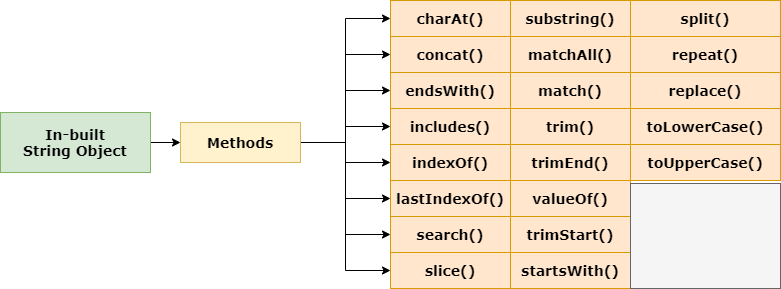 In-built
String Object
Methods
charAt() substring() split()
concat() matchAll() repeat()
endsWith() match() replace()
includes() trim() toLowerCase()
indexOf() trimEnd() toUpperCase()
lastIndexOf() valueOf()
search() trimStart()
slice() startsWith()